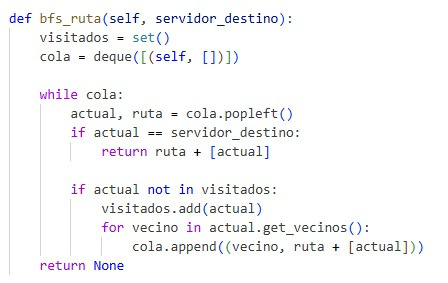 def bfs_ruta(self, servidor_destino):
    visitados = set()
    cola = deque([(self, [])])

    while cola:
        actual, ruta = cola.popleft()
        if actual == servidor_destino:
            return ruta + [actual]

        if actual not in visitados:
            visitados.add(actual)
            for vecino in actual.get_vecinos():
                cola.append((vecino, ruta + [actual]))
    return None